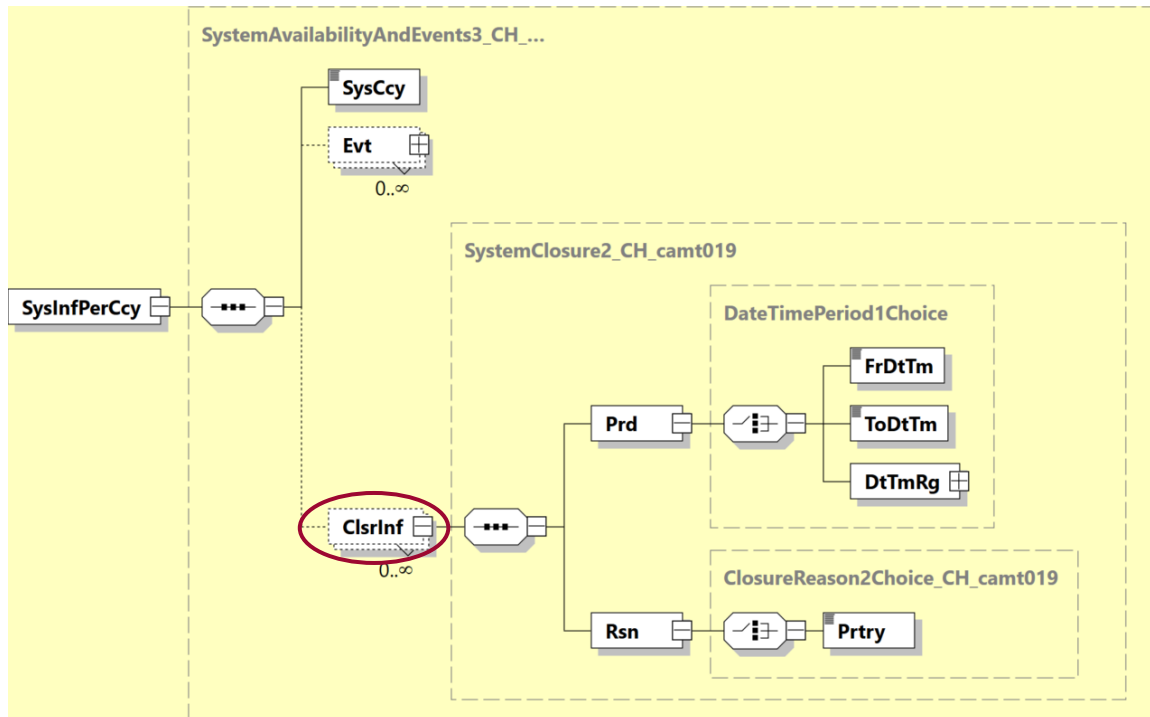 SystemAvailabilityAndEvents3_CH_...
SysCcy
Evt
0..∞
SystemClosure2_CH_camt019
SysInfPerCcy
DateTimePeriod1Choice
FrDtTm
Prd
ToDtTm
DtTmRg
ClsrInf
0..∞
ClosureReason2Choice_CH_camt019
Rsn
Prtry